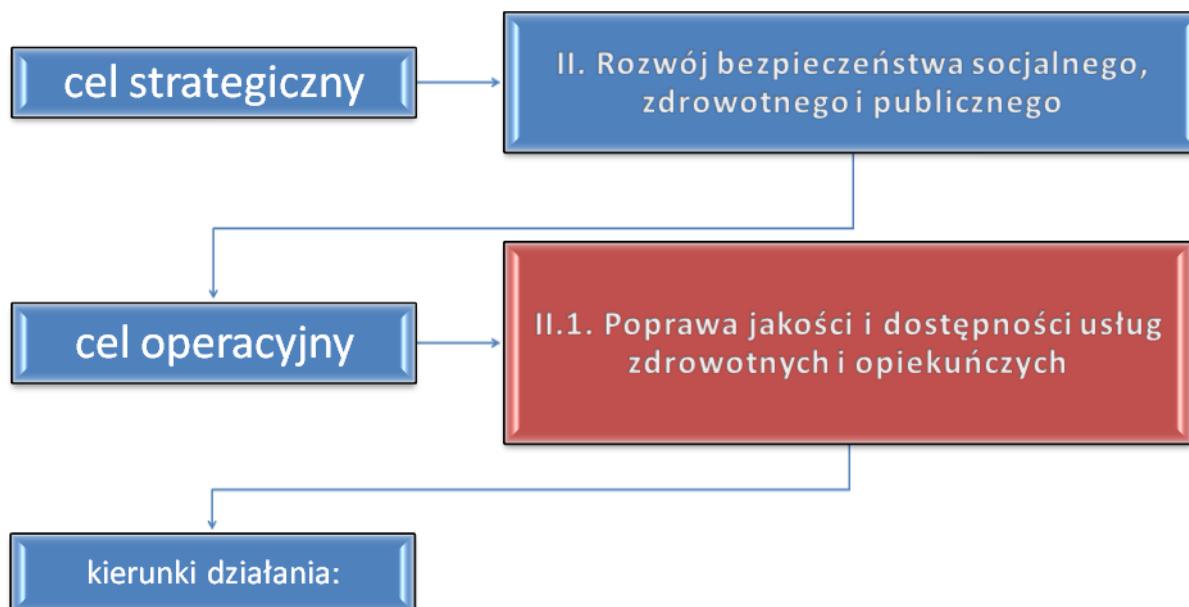 cel strategiczny
II. Rozwój bezpieczeństwa socjalnego,
zdrowotnego i publicznego
cel operacyjny
II.1. Poprawa jakości i dostępności usług
zdrowotnych i opiekuńczych
kierunki działania: